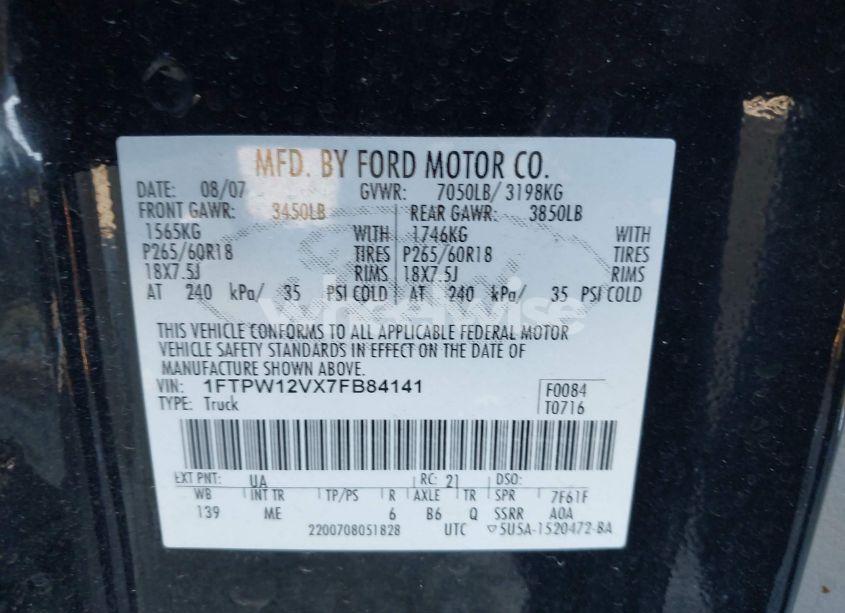 MFD. BY FORD MOTOR CO.
DATE: 08/07 GVWR: 7050LB/ 3198KG
FRONT GAWR: 3450LB REAR GAWR: 3850LB
1565KG WITH 1746KG WITH
P265/60R18 TIRES P265/60R18 TIRES
18X7.5J RIMS 18X7.5J RIMS
AT 240 kPa/ 35 PSI COLD AT 240 kPa/ 35 PSI COLD
wheelwise
THIS VEHICLE CONFORMS TO ALL APPLICABLE FEDERAL MOTOR
VEHICLE SAFETY STANDARDS IN EFFECT ON THE DATE OF
MANUFACTURE SHOWN ABOVE.
VIN: 1FTPW12VX7FB84141 F0084
TYPE: Truck T0716
EXT PNT: UA RC: 21 DSO:
WB INT TR TP/PS R AXLE TR SPR 7F61F
139 ME 6 B6 Q SSRR A0A
2200708051828 UTC ▽5U5A-1520472-BA